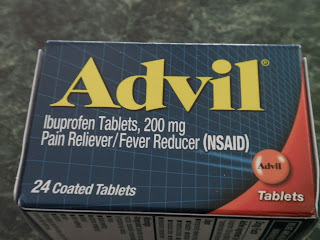 Advil®
Ibuprofen Tablets, 200 mg
Pain Reliever/Fever Reducer (NSAID)
Advil
24 Coated Tablets
Tablets